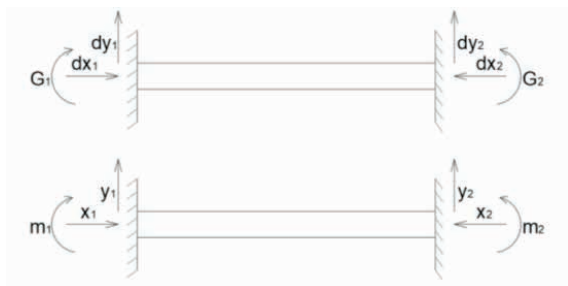 dy₁ dy₂
dx₁ dx₂
G₁ G₂
y₁ y₂
x₁ x₂
m₁ m₂